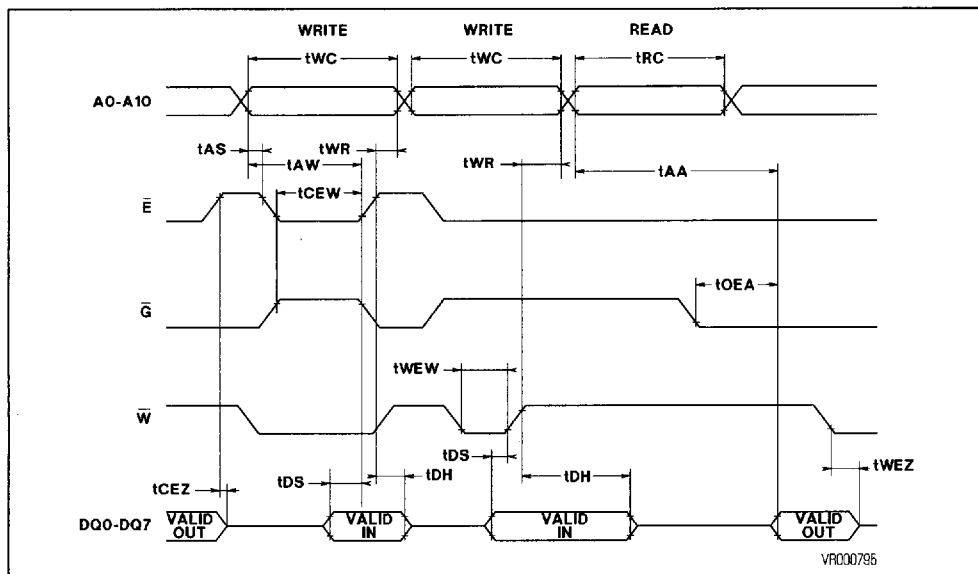 WRITE WRITE READ
tWC tWC tRC
A0-A10
tAS tWR tWR
tAW tAA
tCEW
E̅
tOEA
G̅
tWEW
W̅
tDS tDH tDS tDH tWEZ
tCEZ
DQ0-DQ7 VALID OUT VALID IN VALID IN VALID OUT
VR000795